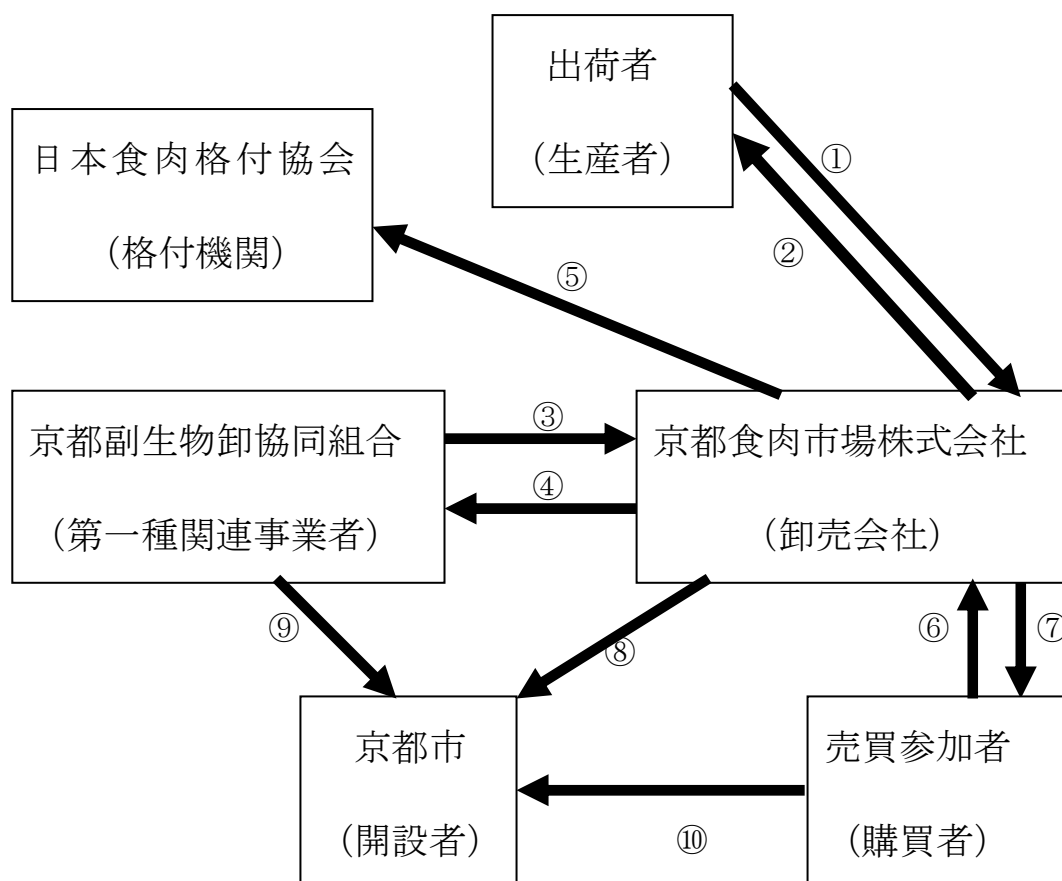 出荷者
(生産者)
日本食肉格付協会
(格付機関)
①
②
⑤
京都副生物卸協同組合
(第一種関連事業者)
③
④
京都食肉市場株式会社
(卸売会社)
⑨
⑧
⑥
⑦
京都市
(開設者)
⑩
売買参加者
(購買者)